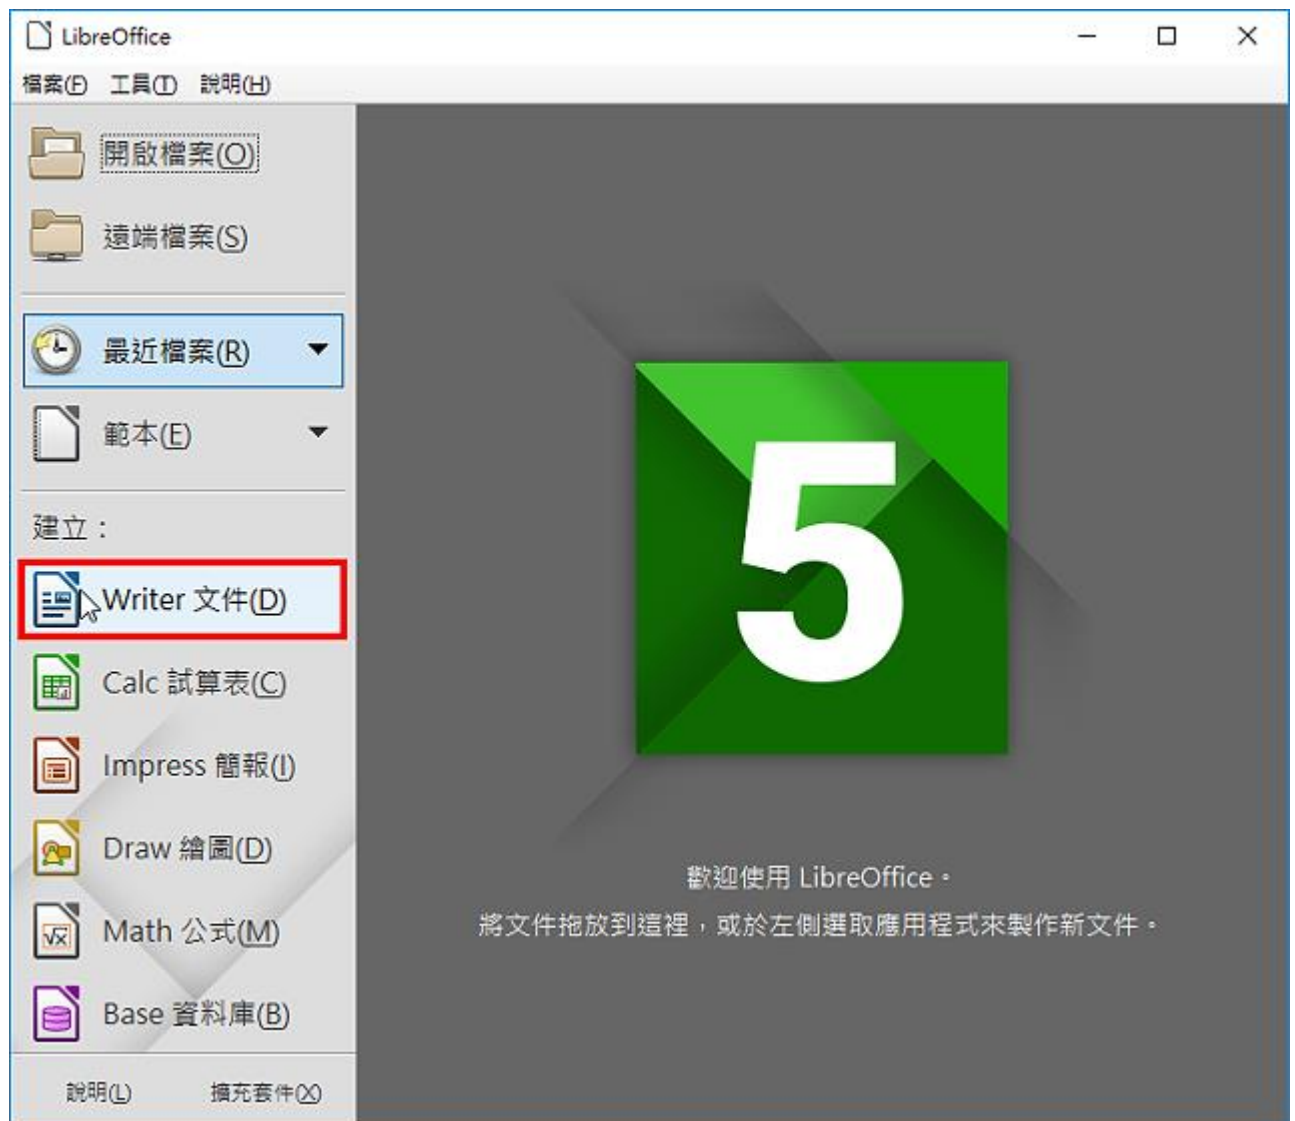 LibreOffice
檔案(F) 工具(T) 說明(H)
開啟檔案(O)
遠端檔案(S)
最近檔案(R)
範本(E)
建立：
Writer 文件(D)
Calc 試算表(C)
Impress 簡報(I)
Draw 繪圖(D)
Math 公式(M)
Base 資料庫(B)
說明(L) 擴充套件(X)
5
歡迎使用 LibreOffice。
將文件拖放到這裡，或於左側選取應用程式來製作新文件。